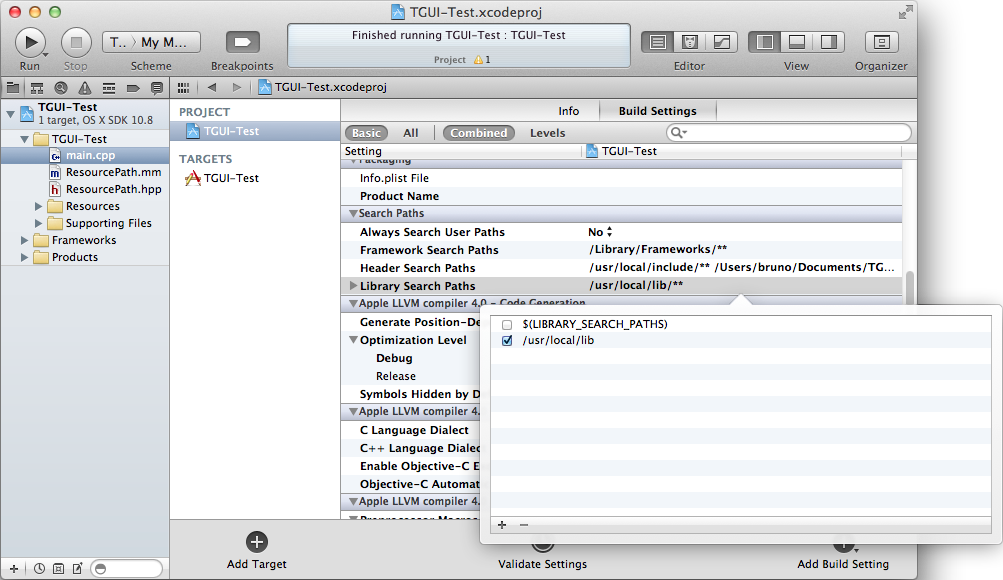 TGUI-Test.xcodeproj
Run
Stop
T... My M...
Scheme
Breakpoints
Finished running TGUI-Test : TGUI-Test
Project 1
Editor
View
Organizer
TGUI-Test.xcodeproj
TGUI-Test
1 target, OS X SDK 10.8
TGUI-Test
main.cpp
ResourcePath.mm
ResourcePath.hpp
Resources
Supporting Files
Frameworks
Products
PROJECT
TGUI-Test
TARGETS
TGUI-Test
Info
Build Settings
Basic
All
Combined
Levels
Setting
TGUI-Test
Packaging
Info.plist File
Product Name
Search Paths
Always Search User Paths
No
Framework Search Paths
/Library/Frameworks/**
Header Search Paths
/usr/local/include/** /Users/bruno/Documents/TG...
Library Search Paths
/usr/local/lib/**
Apple LLVM compiler 4.0 – Code Generation
Generate Position-De
Optimization Level
Debug
Release
Symbols Hidden by D
Apple LLVM compiler 4.
C Language Dialect
C++ Language Dialec
Enable Objective-C E
Objective-C Automat
Apple LLVM compiler 4.
Preprocessor Macros
$(LIBRARY_SEARCH_PATHS)
/usr/local/lib
Add Target
Validate Settings
Add Build Setting